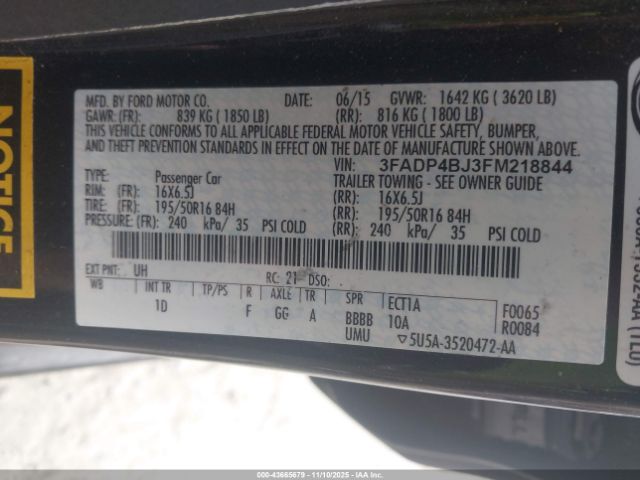 NOTICE
MFD. BY FORD MOTOR CO. DATE: 06/15 GVWR: 1642 KG ( 3620 LB)
GAWR: (FR): 839 KG ( 1850 LB) (RR): 816 KG ( 1800 LB)
THIS VEHICLE CONFORMS TO ALL APPLICABLE FEDERAL MOTOR VEHICLE SAFETY, BUMPER,
AND THEFT PREVENTION STANDARDS IN EFFECT ON THE DATE OF MANUFACTURE SHOWN ABOVE.
VIN: 3FADP4BJ3FM218844
TYPE: Passenger Car TRAILER TOWING - SEE OWNER GUIDE
RIM: (FR): 16X6.5J (RR): 16X6.5J
TIRE: (FR): 195/50R16 84H (RR): 195/50R16 84H
PRESSURE: (FR): 240 kPa/ 35 PSI COLD (RR): 240 kPa/ 35 PSI COLD
EXT PNT: UH RC: 21 DSO:
WB INT TR TP/PS R AXLE TR SPR ECT1A F0065
1D F GG A BBBB 10A R0084
UMU ▽5U5A-3520472-AA
000-43665679 - 11/10/2025 - IAAI.com